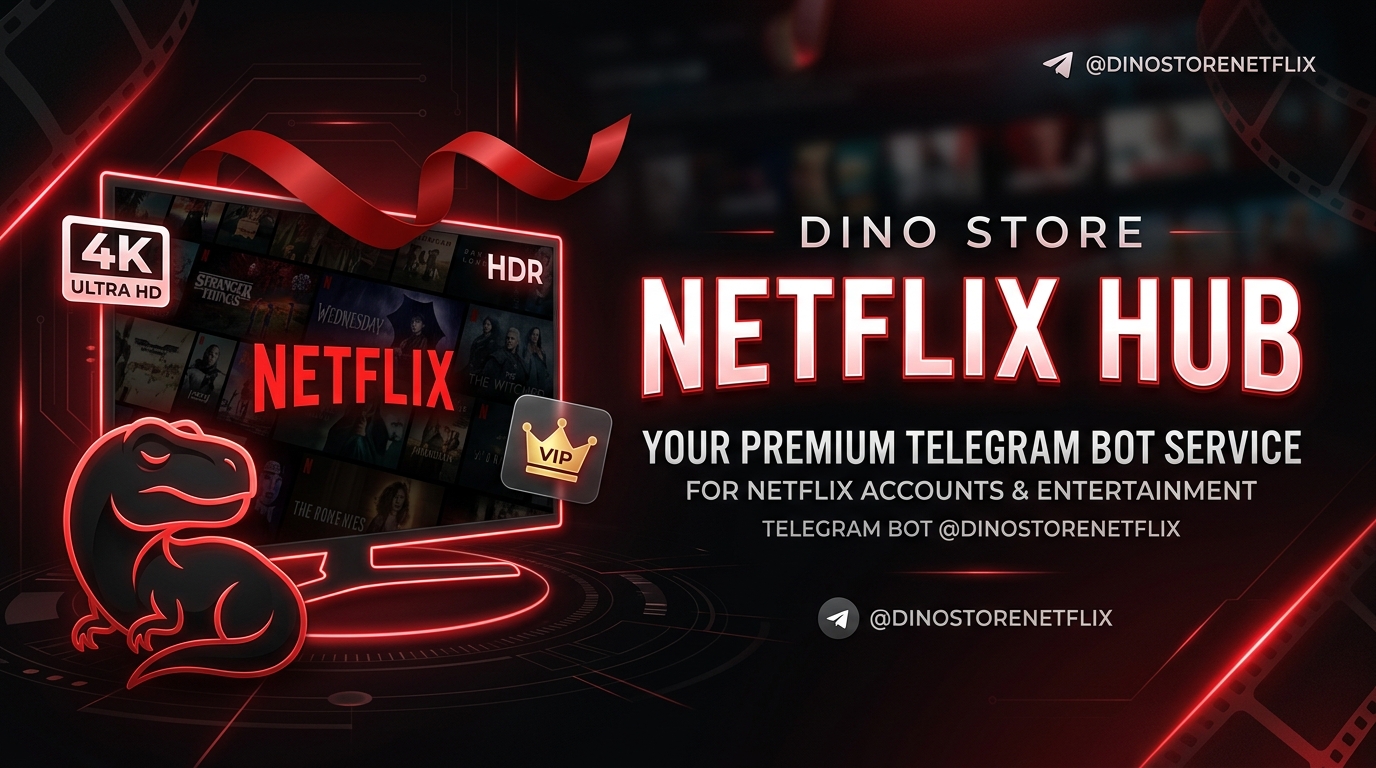 @DINOSTORENETFLIX
4K
ULTRA HD
HDR
STRANGER
THINGS
WEDNESDAY
THE WITCHER
NETFLIX
VIP
DINO STORE
NETFLIX HUB
YOUR PREMIUM TELEGRAM BOT SERVICE
FOR NETFLIX ACCOUNTS & ENTERTAINMENT
TELEGRAM BOT @DINOSTORENETFLIX
@DINOSTORENETFLIX